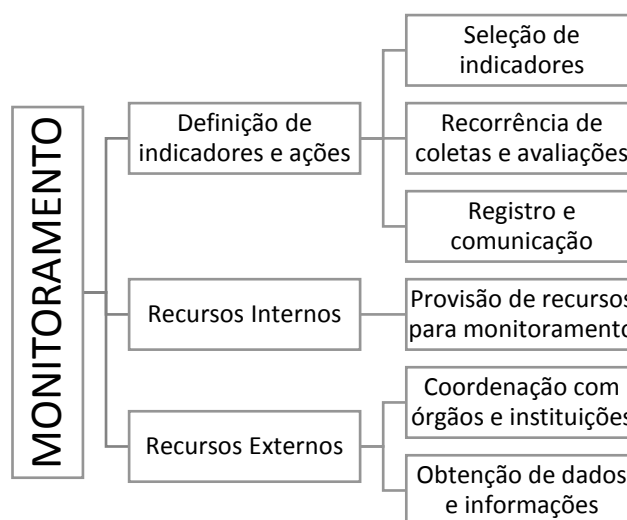 MONITORAMENTO
Definição de
indicadores e ações
Seleção de
indicadores
Recorrência de
coletas e avaliações
Registro e
comunicação
Recursos Internos
Provisão de recursos
para monitoramento
Recursos Externos
Coordenação com
órgãos e instituições
Obtenção de dados
e informações